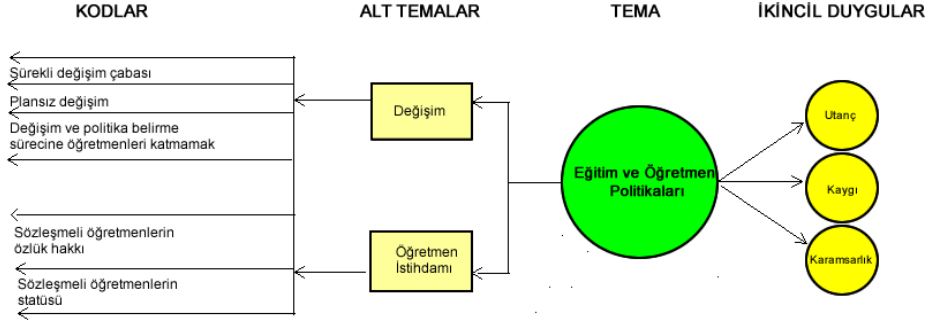 KODLAR
ALT TEMALAR
TEMA
İKİNCİL DUYGULAR
Sürekli değişim çabası
Plansız değişim
Değişim ve politika belirme
sürecine öğretmenleri katmamak
Sözleşmeli öğretmenlerin
özlük hakkı
Sözleşmeli öğretmenlerin
statüsü
Değişim
Öğretmen
İstihdamı
Eğitim ve Öğretmen
Politikaları
Utanç
Kaygı
Karamsarlık